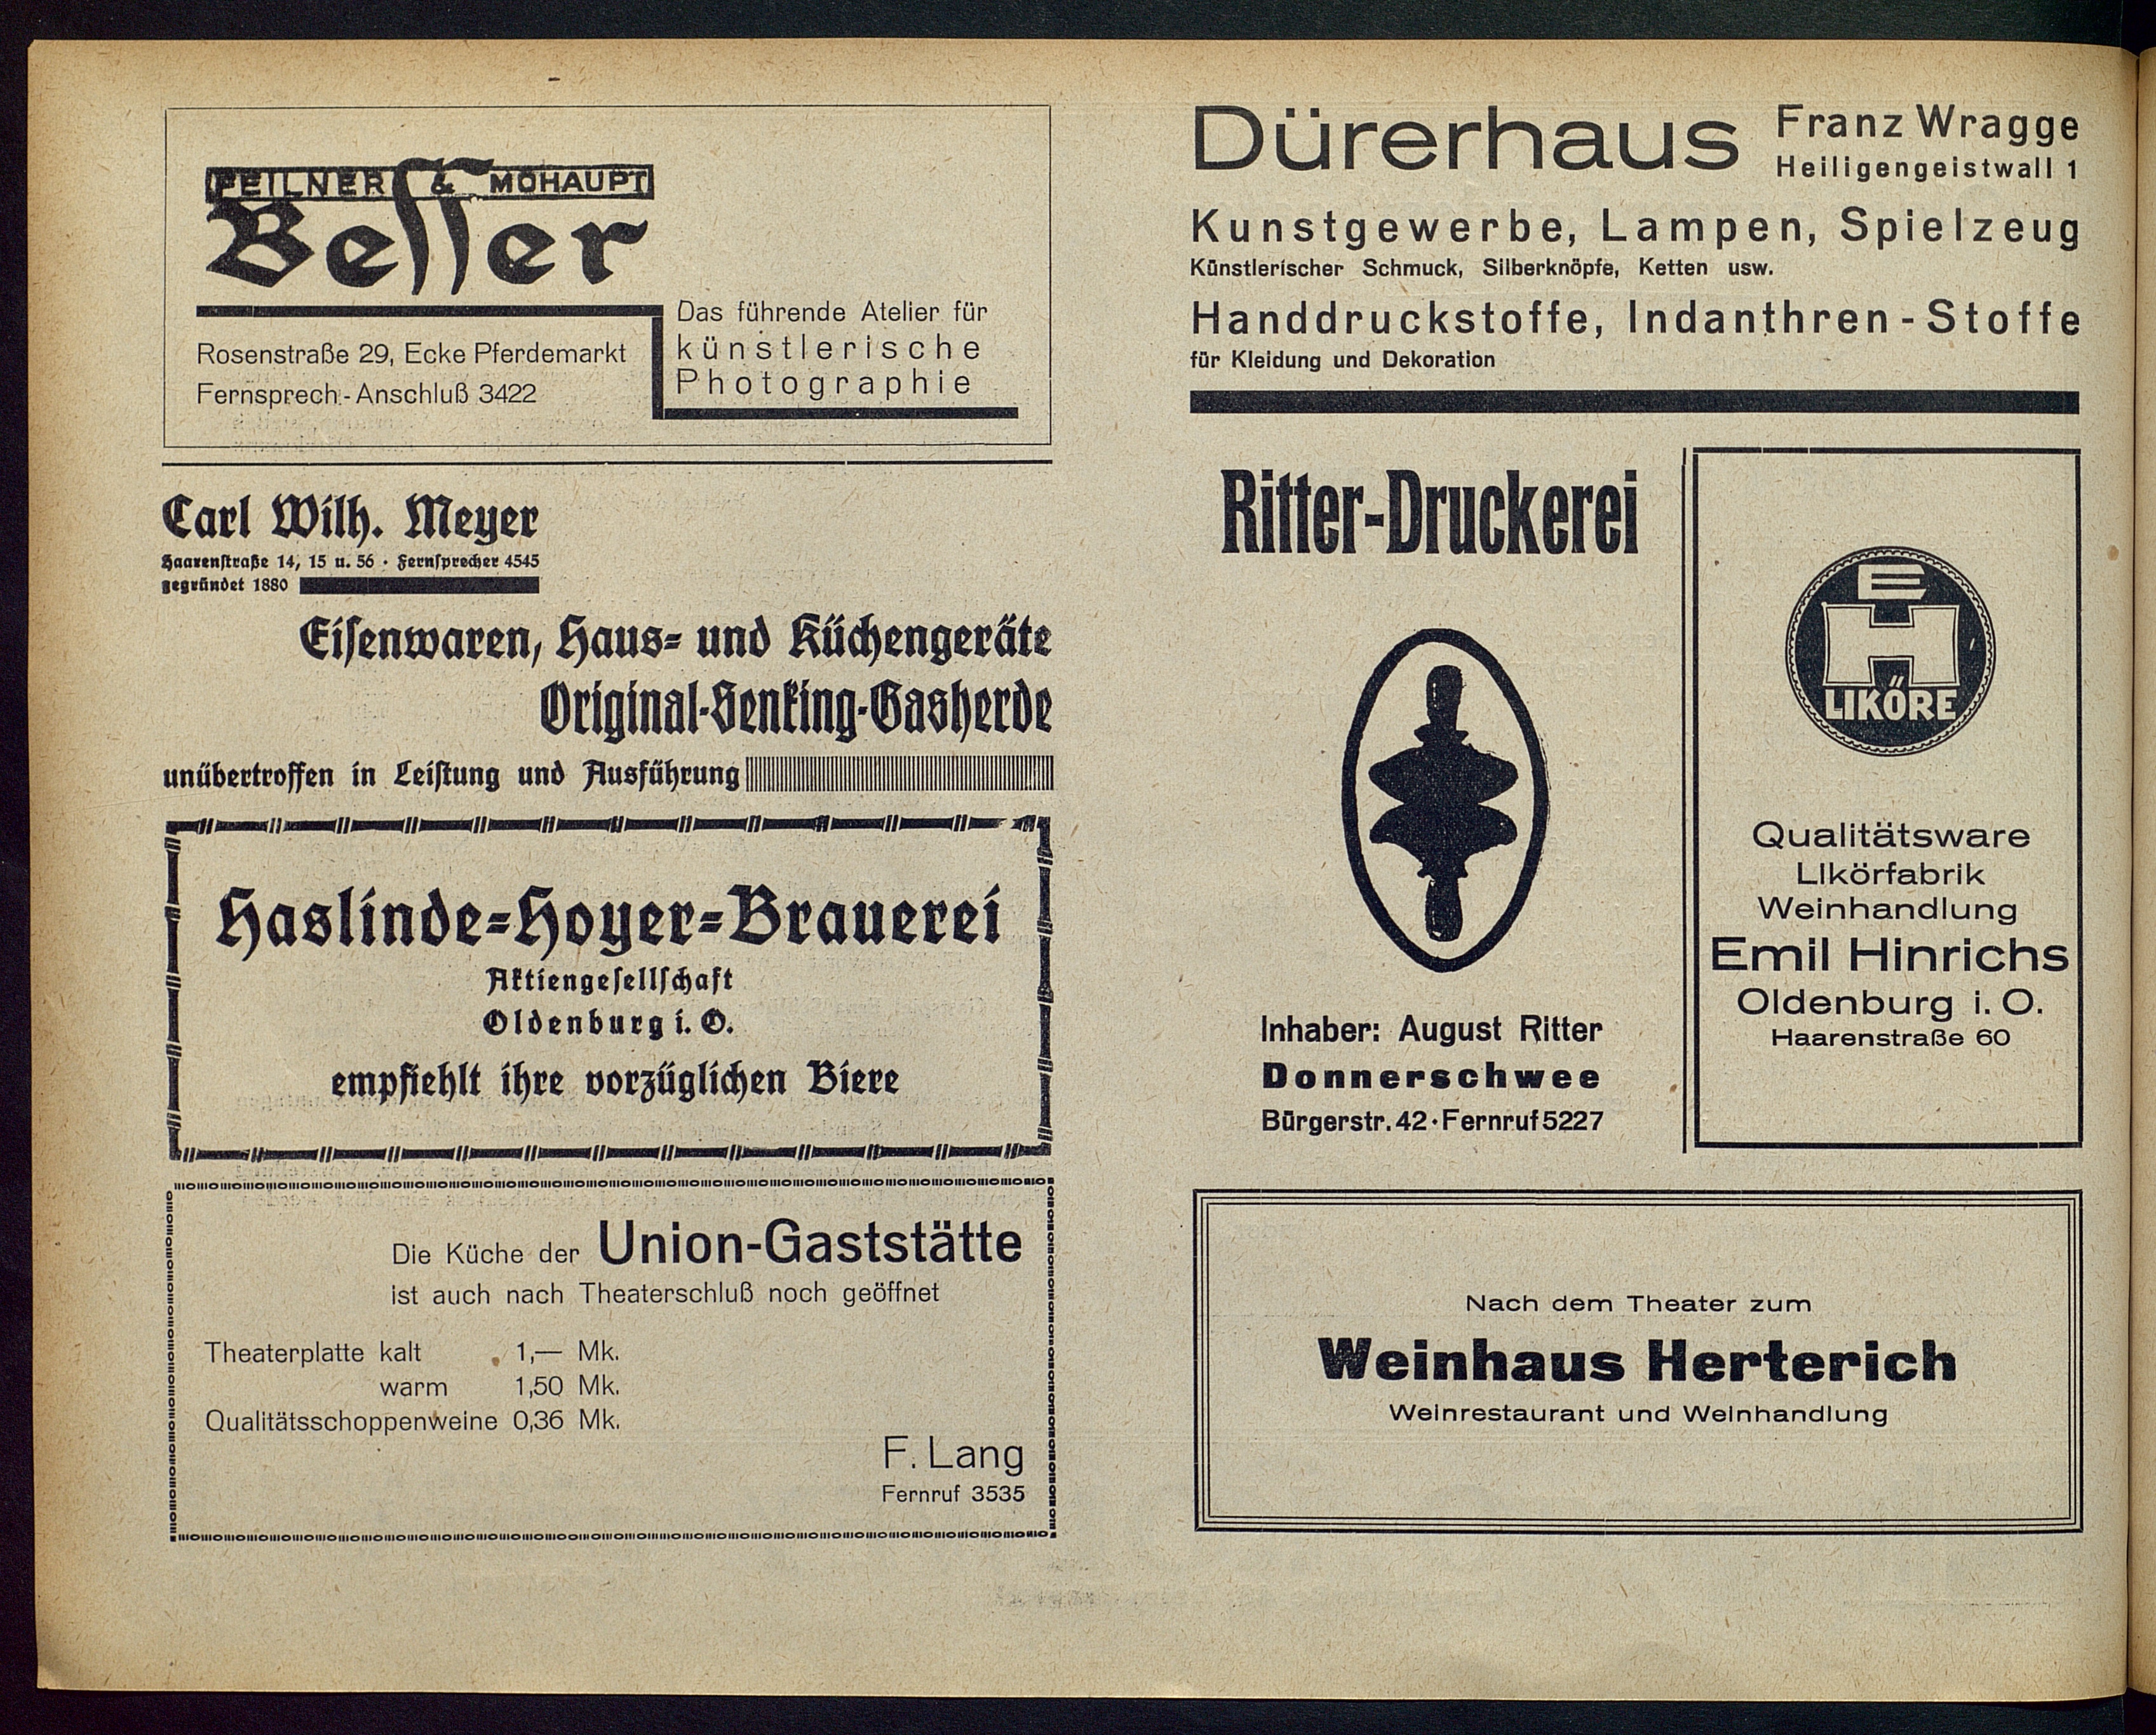 FEILNER & MOHAUPT
Besser
Rosenstraße 29, Ecke Pferdemarkt
Fernsprech-Anschluß 3422
Das führende Atelier für
künstlerische
Photographie
Carl Wilh. Meyer
Haarenstraße 14, 15 u. 56 · Fernsprecher 4545
gegründet 1880
Eisenwaren, Haus- und Küchengeräte
Original-Senking-Gasherde
unübertroffen in Leistung und Ausführung
Haslinde-Hoyer-Brauerei
Aktiengesellschaft
Oldenburg i. O.
empfiehlt ihre vorzüglichen Biere
Die Küche der Union-Gaststätte
ist auch nach Theaterschluß noch geöffnet
Theaterplatte kalt 1,— Mk.
warm 1,50 Mk.
Qualitätsschoppenweine 0,36 Mk.
F. Lang
Fernruf 3535
Dürerhaus Franz Wragge
Heiligengeistwall 1
Kunstgewerbe, Lampen, Spielzeug
Künstlerischer Schmuck, Silberknöpfe, Ketten usw.
Handdruckstoffe, Indanthren-Stoffe
für Kleidung und Dekoration
Ritter-Druckerei
Inhaber: August Ritter
Donnerschwee
Bürgerstr. 42 · Fernruf 5227
E
H
LIKÖRE
Qualitätsware
Likörfabrik
Weinhandlung
Emil Hinrichs
Oldenburg i. O.
Haarenstraße 60
Nach dem Theater zum
Weinhaus Herterich
Weinrestaurant und Weinhandlung